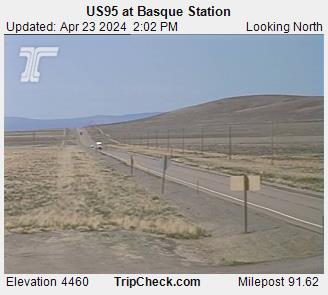 US95 at Basque Station
Updated: Apr 23 2024 2:02 PM Looking North
Elevation 4460 TripCheck.com Milepost 91.62